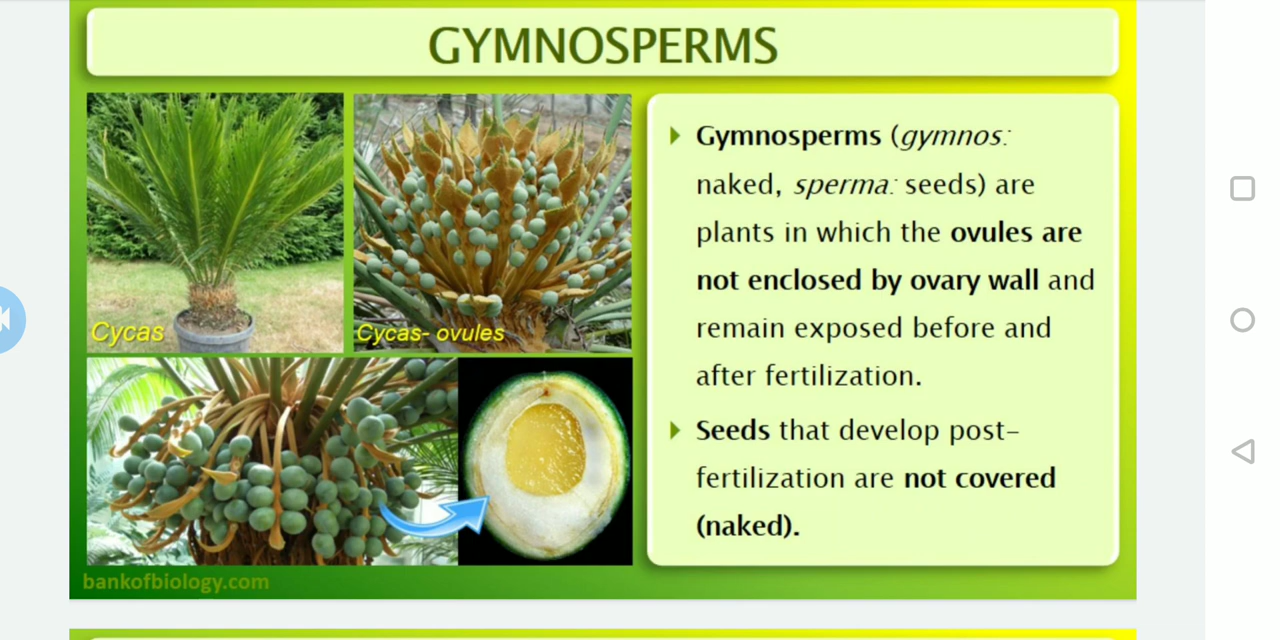 GYMNOSPERMS
Cycas
Cycas- ovules
Gymnosperms (gymnos:
naked, sperma: seeds) are
plants in which the ovules are
not enclosed by ovary wall and
remain exposed before and
after fertilization.
Seeds that develop post-
fertilization are not covered
(naked).
bankofbiology.com